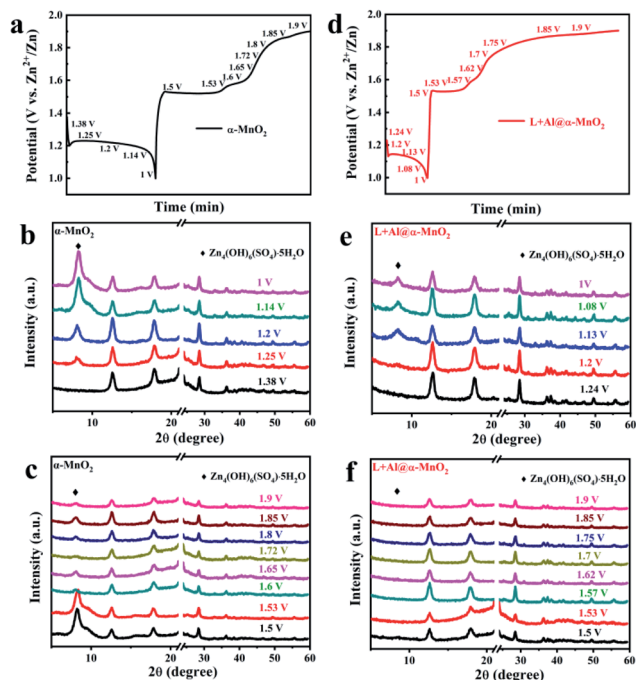 a
2.0
1.8
1.6
1.4
1.2
1.0
Potential (V vs. Zn2+/Zn)
1.38 V
1.25 V
1.2 V
1.14 V
1 V
1.5 V
1.53 V
1.6 V
1.65 V
1.72 V
1.8 V
1.85 V
1.9 V
α-MnO2
Time (min)
d
2.0
1.8
1.6
1.4
1.2
1.0
Potential (V vs. Zn2+/Zn)
1.24 V
1.2 V
1.13 V
1.08 V
1 V
1.5 V
1.53 V
1.57 V
1.62 V
1.7 V
1.75 V
1.85 V
1.9 V
L+Al@α-MnO2
Time (min)
b
α-MnO2
♦ Zn4(OH)6(SO4)·5H2O
♦
1 V
1.14 V
1.2 V
1.25 V
1.38 V
Intensity (a.u.)
10 20 30 40 50 60
2θ (degree)
e
L+Al@α-MnO2
♦ Zn4(OH)6(SO4)·5H2O
♦
1V
1.08 V
1.13 V
1.2 V
1.24 V
Intensity (a.u.)
10 20 30 40 50 60
2θ (degree)
c
α-MnO2
♦ Zn4(OH)6(SO4)·5H2O
♦
1.9 V
1.85 V
1.8 V
1.72 V
1.65 V
1.6 V
1.53 V
1.5 V
Intensity (a.u.)
10 20 30 40 50 60
2θ (degree)
f
L+Al@α-MnO2
♦ Zn4(OH)6(SO4)·5H2O
♦
1.9 V
1.85 V
1.75 V
1.7 V
1.62 V
1.57 V
1.53 V
1.5 V
Intensity (a.u.)
10 20 30 40 50 60
2θ (degree)